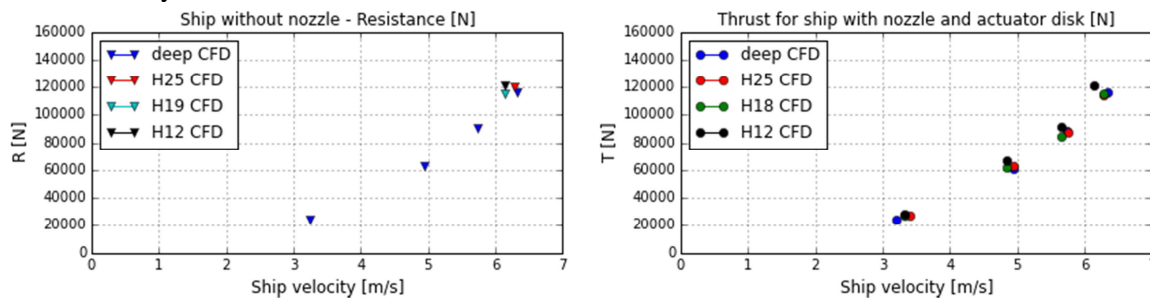 Ship without nozzle - Resistance [N]
160000
140000
120000
100000
80000
60000
40000
20000
0
R [N]
deep CFD
H25 CFD
H19 CFD
H12 CFD
0 1 2 3 4 5 6 7
Ship velocity [m/s]
Thrust for ship with nozzle and actuator disk [N]
160000
140000
120000
100000
80000
60000
40000
20000
0
T [N]
deep CFD
H25 CFD
H18 CFD
H12 CFD
0 1 2 3 4 5 6
Ship velocity [m/s]